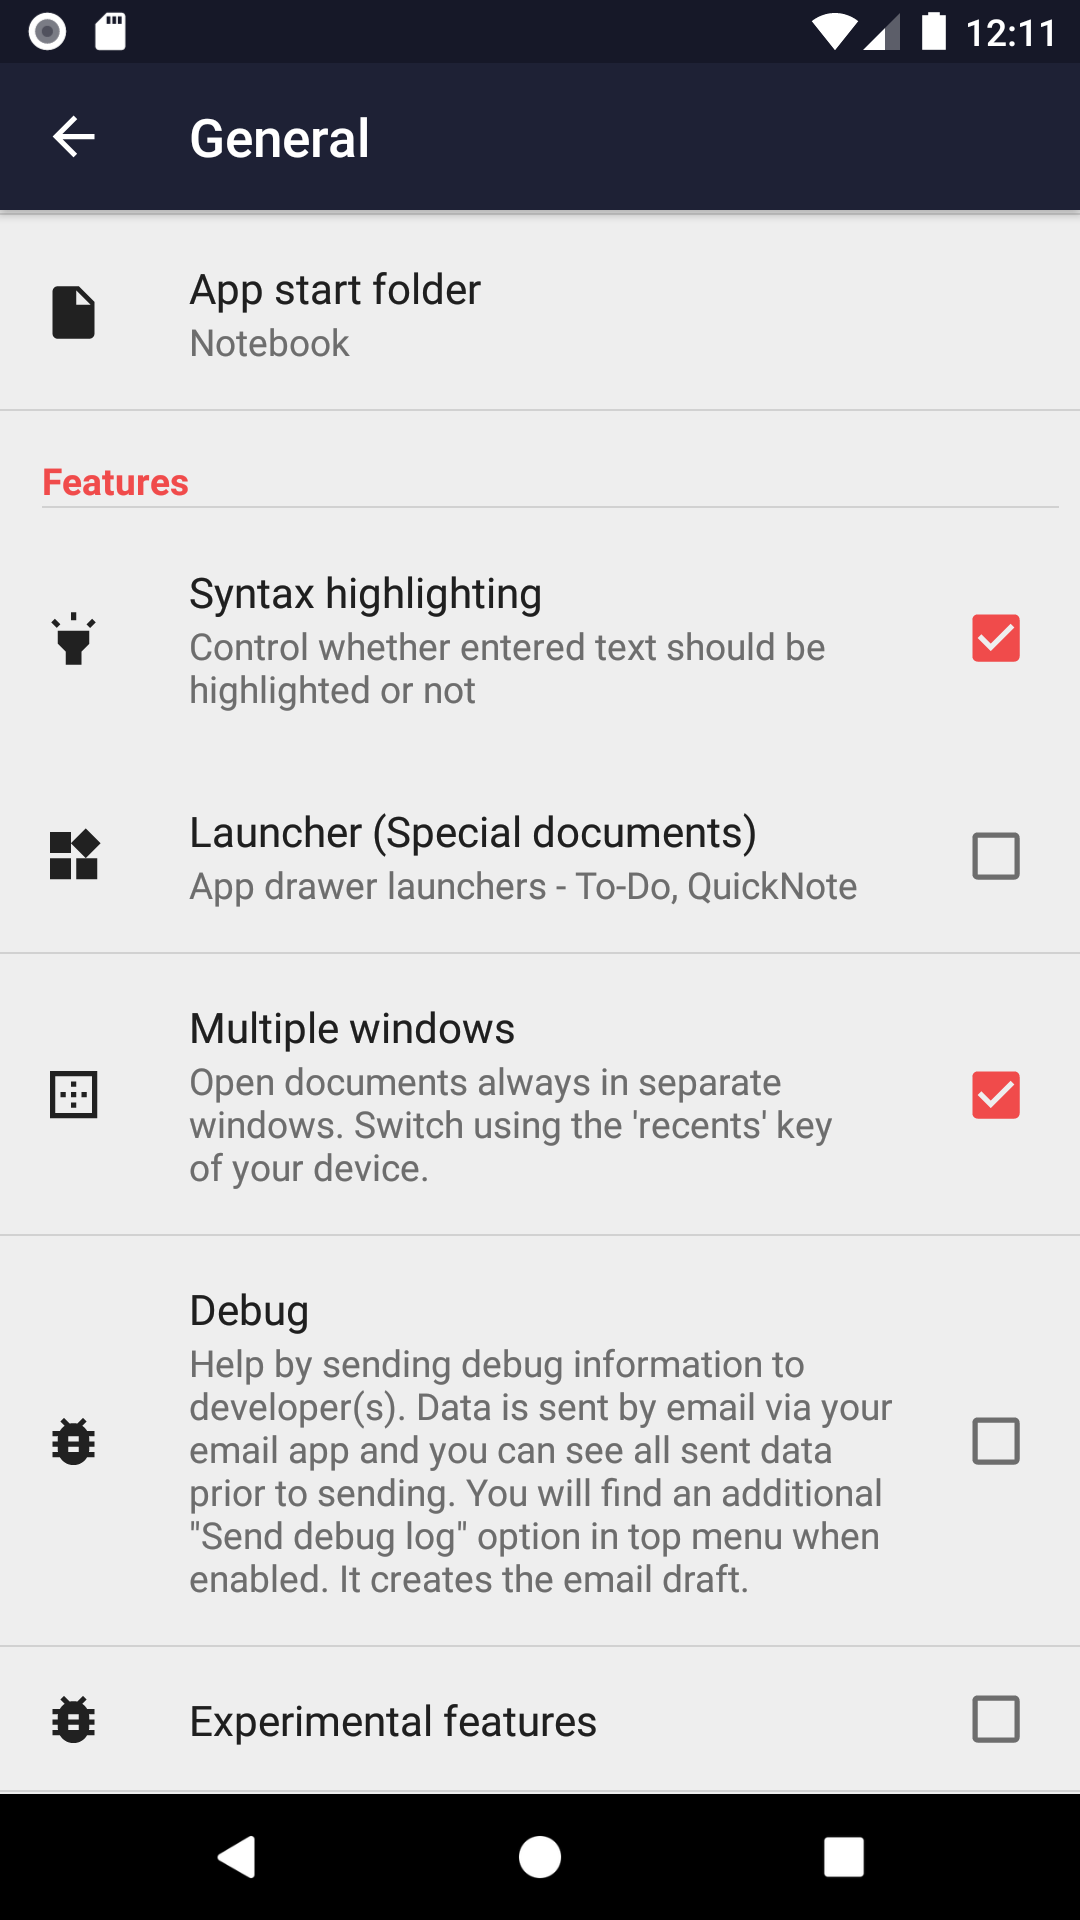 12:11
General
App start folder
Notebook
Features
Syntax highlighting
Control whether entered text should be
highlighted or not
Launcher (Special documents)
App drawer launchers - To-Do, QuickNote
Multiple windows
Open documents always in separate
windows. Switch using the 'recents' key
of your device.
Debug
Help by sending debug information to
developer(s). Data is sent by email via your
email app and you can see all sent data
prior to sending. You will find an additional
"Send debug log" option in top menu when
enabled. It creates the email draft.
Experimental features